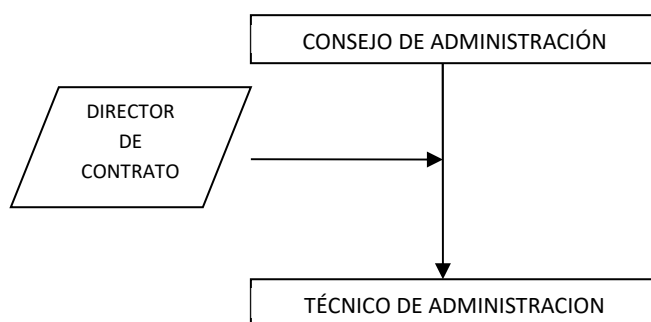 CONSEJO DE ADMINISTRACIÓN
DIRECTOR
DE
CONTRATO
TÉCNICO DE ADMINISTRACION